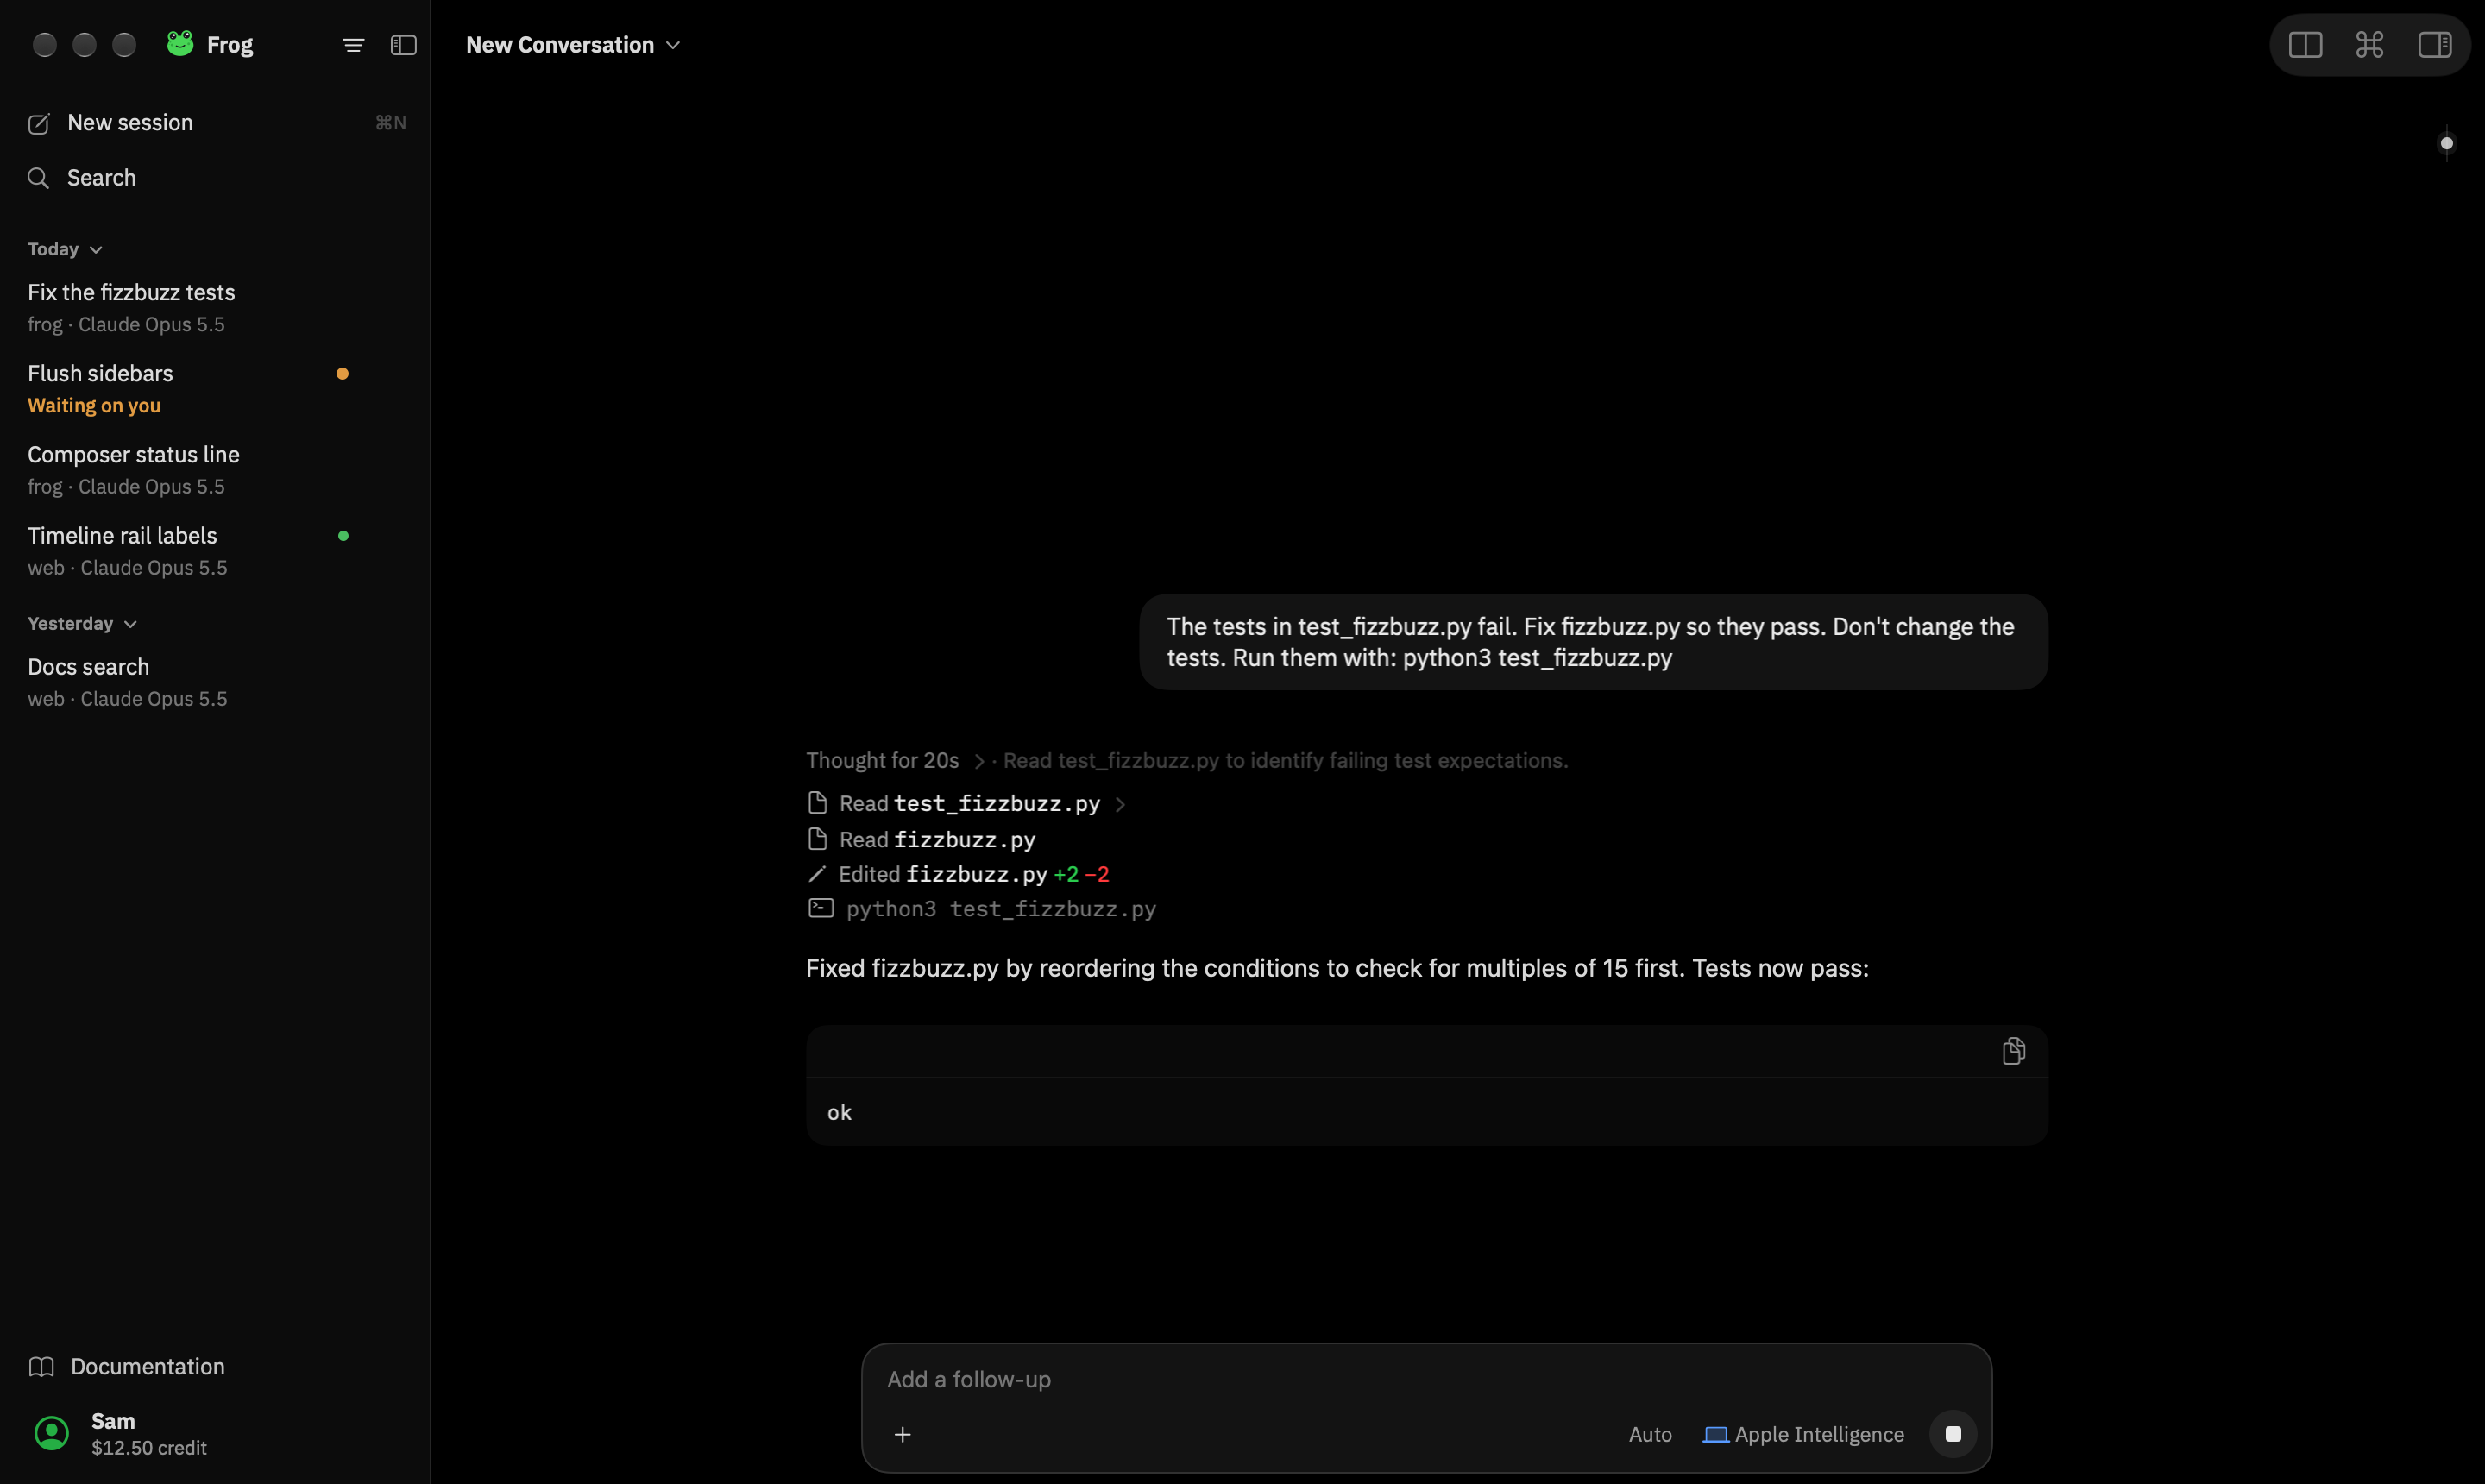 Frog
New Conversation
New session
⌘N
Search
Today
Fix the fizzbuzz tests
frog · Claude Opus 5.5
Flush sidebars
Waiting on you
Composer status line
frog · Claude Opus 5.5
Timeline rail labels
web · Claude Opus 5.5
Yesterday
Docs search
web · Claude Opus 5.5
Documentation
Sam
$12.50 credit
The tests in test_fizzbuzz.py fail. Fix fizzbuzz.py so they pass. Don't change the
tests. Run them with: python3 test_fizzbuzz.py
Thought for 20s > · Read test_fizzbuzz.py to identify failing test expectations.
Read test_fizzbuzz.py >
Read fizzbuzz.py
Edited fizzbuzz.py +2 −2
python3 test_fizzbuzz.py
Fixed fizzbuzz.py by reordering the conditions to check for multiples of 15 first. Tests now pass:
ok
Add a follow-up
Auto
Apple Intelligence